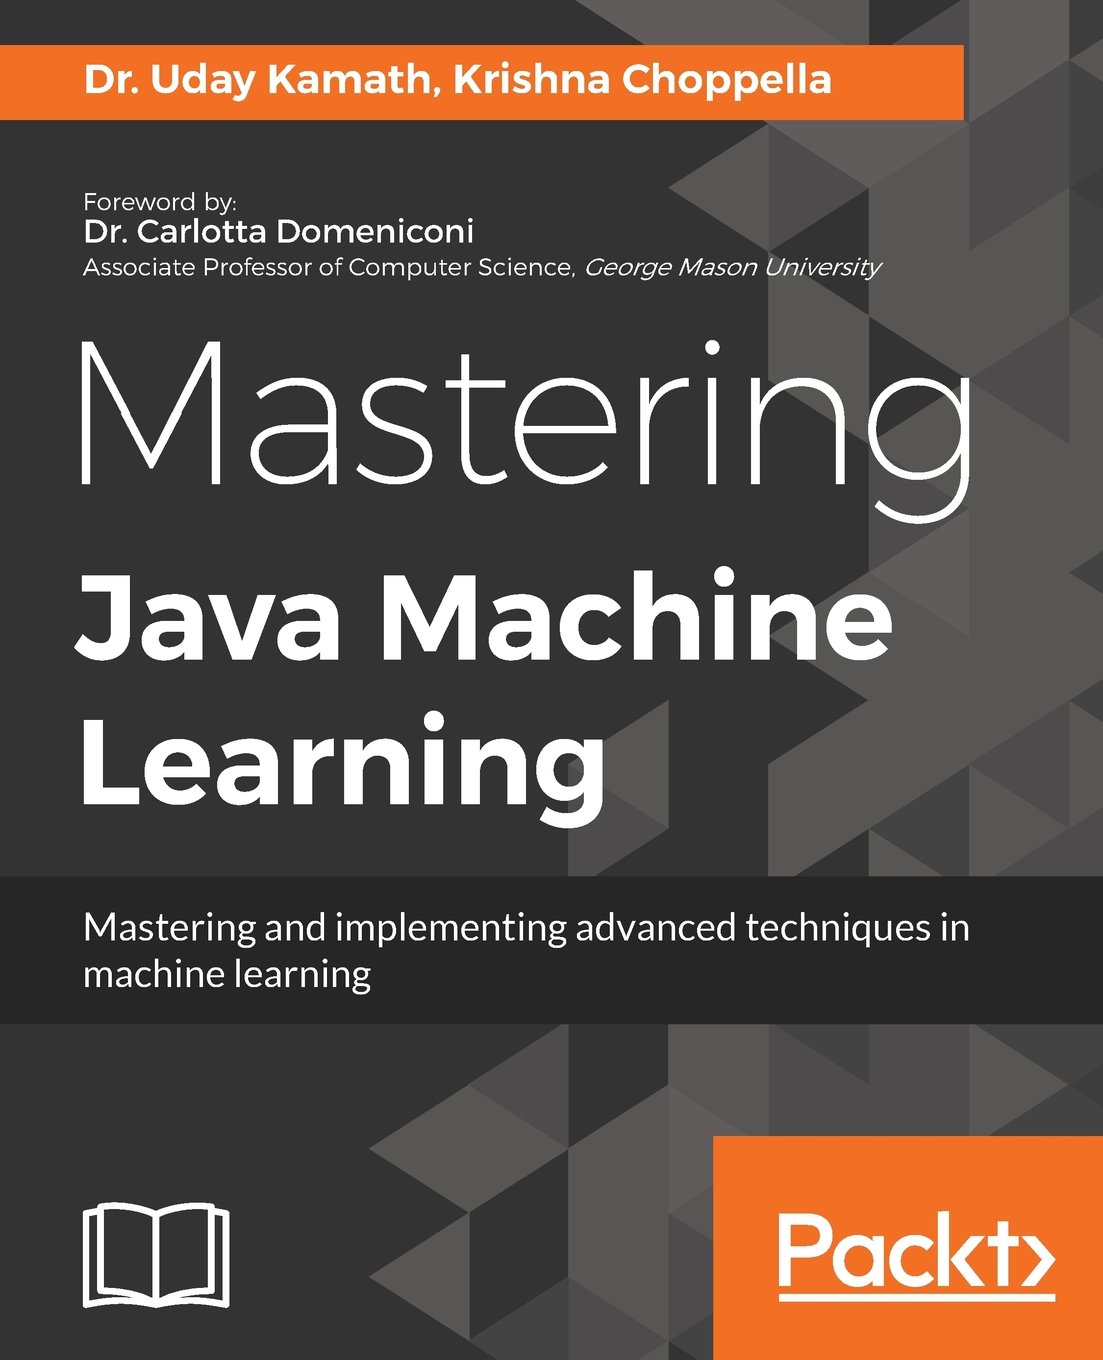 Dr. Uday Kamath, Krishna Choppella
Foreword by:
Dr. Carlotta Domeniconi
Associate Professor of Computer Science, George Mason University
Mastering
Java Machine
Learning
Mastering and implementing advanced techniques in
machine learning
Packt